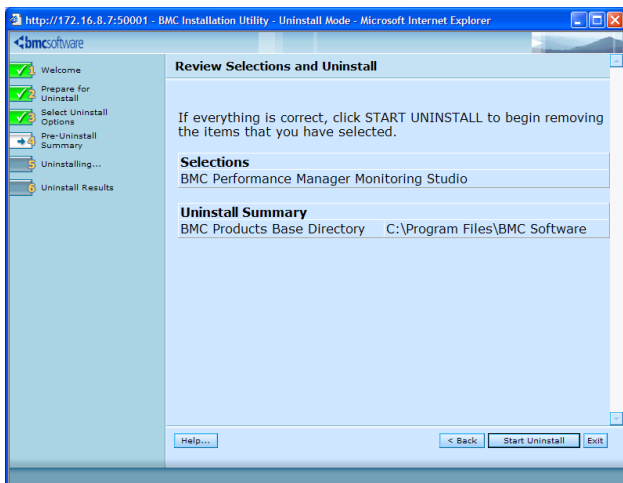 http://172.16.8.7:50001 - BMC Installation Utility - Uninstall Mode - Microsoft Internet Explorer
bmcsoftware
1 Welcome
2 Prepare for
Uninstall
3 Select Uninstall
Options
4 Pre-Uninstall
Summary
5 Uninstalling...
6 Uninstall Results
Review Selections and Uninstall
If everything is correct, click START UNINSTALL to begin removing
the items that you have selected.
Selections
BMC Performance Manager Monitoring Studio
Uninstall Summary
BMC Products Base Directory C:\Program Files\BMC Software
Help... < Back Start Uninstall Exit